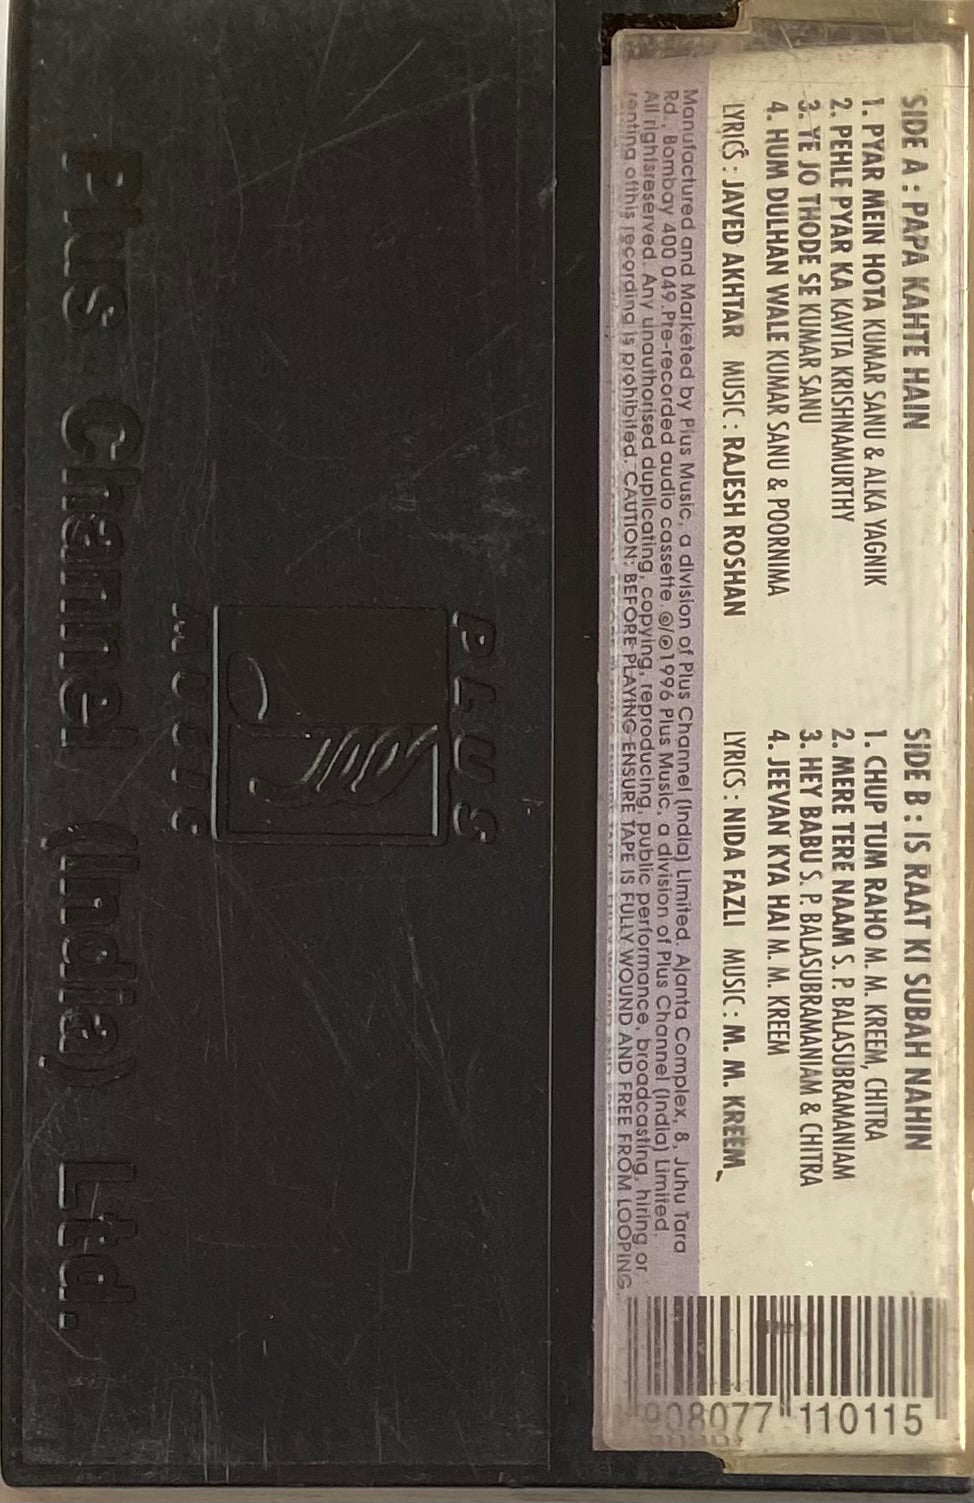 SIDE A : PAPA KAHTE HAIN
1. PYAR MEIN HOTA KUMAR SANU & ALKA YAGNIK
2. PEHLE PYAR KA KAVITA KRISHNAMURTHY
3. YE JO THODE SE KUMAR SANU
4. HUM DULHAN WALE KUMAR SANU & POORNIMA
LYRICS : JAVED AKHTAR MUSIC : RAJESH ROSHAN
SIDE B : IS RAAT KI SUBAH NAHIN
1. CHUP TUM RAHO M. M. KREEM, CHITRA
2. MERE TERE NAAM S. P. BALASUBRAMANIAM
3. HEY BABU S. P. BALASUBRAMANIAM & CHITRA
4. JEEVAN KYA HAI M. M. KREEM
LYRICS : NIDA FAZLI MUSIC : M. M. KREEM
Manufactured and Marketed by Plus Music, a division of Plus Channel (India) Limited. Ajanta Complex, 8, Juhu Tara
Rd., Bombay 400 049. Pre-recorded audio cassette. ©/℗1996 Plus Music, a division of Plus Channel (India) Limited.
All rightsreserved. Any unauthorised duplicating, copying, reproducing, public performance, broadcasting, hiring or
renting ofthis recording is prohibited. CAUTION: BEFORE PLAYING ENSURE TAPE IS FULLY WOUND AND FREE FROM LOOPING
908077 110115
PLUS
MUSIC
Plus Channel (India) Ltd.